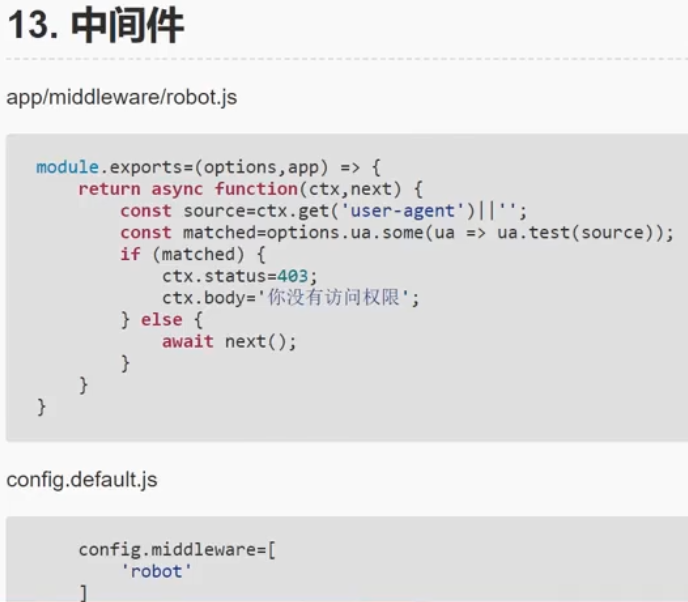 13. 中间件
app/middleware/robot.js
module.exports=(options,app) => {
    return async function(ctx,next) {
        const source=ctx.get('user-agent')||'';
        const matched=options.ua.some(ua => ua.test(source));
        if (matched) {
            ctx.status=403;
            ctx.body='你没有访问权限';
        } else {
            await next();
        }
    }
}
config.default.js
    config.middleware=[
        'robot'
    ]